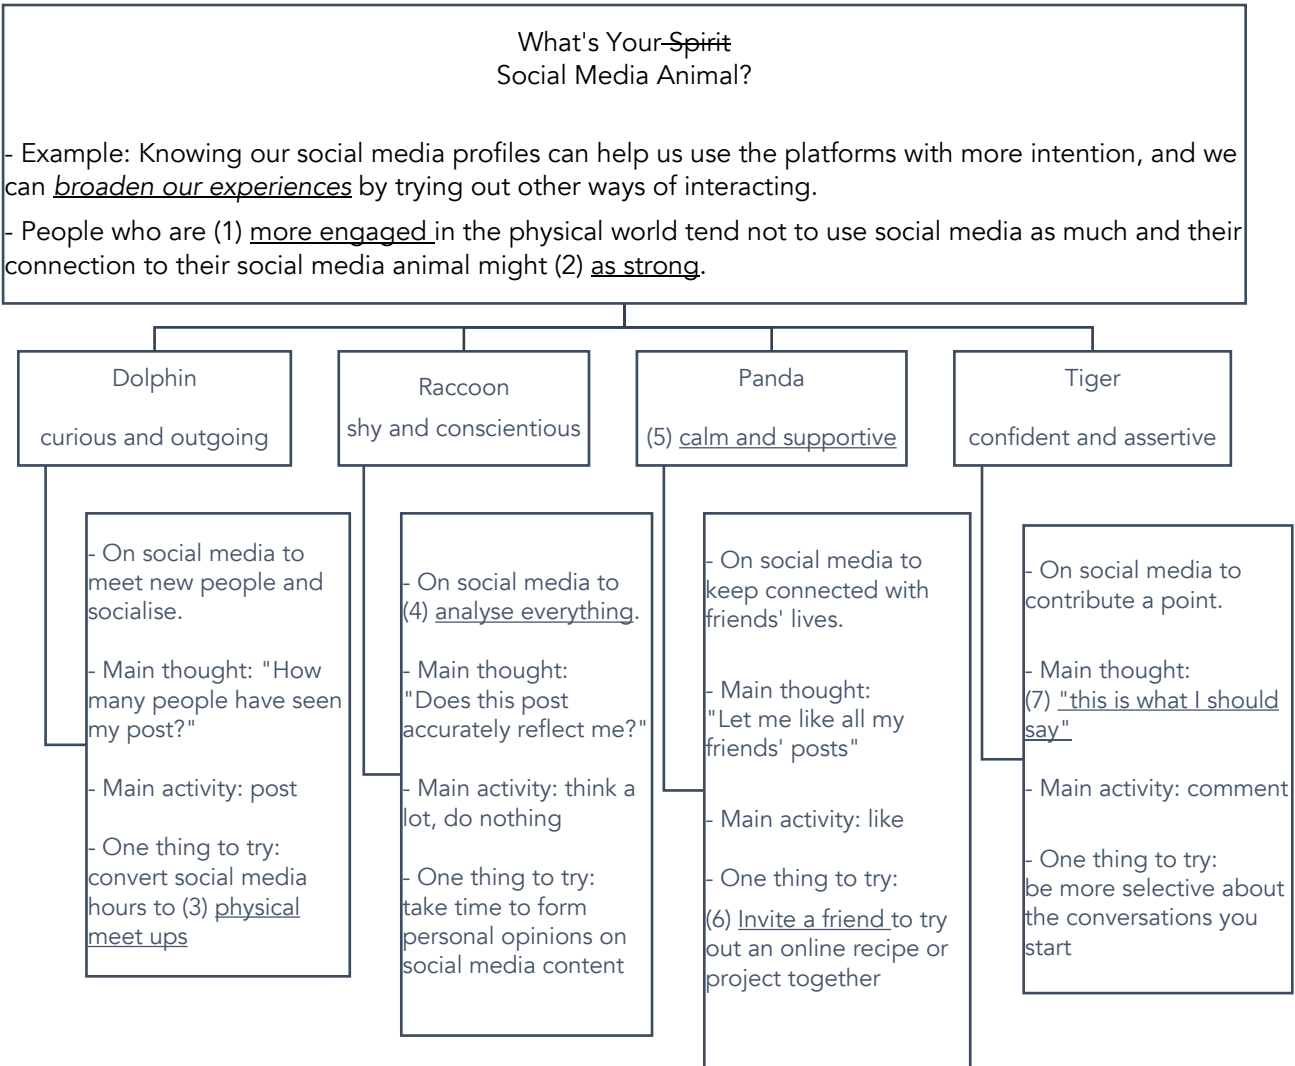 What's Your Spirit
Social Media Animal?
- Example: Knowing our social media profiles can help us use the platforms with more intention, and we
can broaden our experiences by trying out other ways of interacting.
- People who are (1) more engaged in the physical world tend not to use social media as much and their
connection to their social media animal might (2) as strong.
Dolphin
curious and outgoing
Raccoon
shy and conscientious
Panda
(5) calm and supportive
Tiger
confident and assertive
- On social media to
meet new people and
socialise.
- Main thought: "How
many people have seen
my post?"
- Main activity: post
- One thing to try:
convert social media
hours to (3) physical
meet ups
- On social media to
(4) analyse everything.
- Main thought:
"Does this post
accurately reflect me?"
- Main activity: think a
lot, do nothing
- One thing to try:
take time to form
personal opinions on
social media content
- On social media to
keep connected with
friends' lives.
- Main thought:
"Let me like all my
friends' posts"
- Main activity: like
- One thing to try:
(6) Invite a friend to try
out an online recipe or
project together
- On social media to
contribute a point.
- Main thought:
(7) "this is what I should
say"
- Main activity: comment
- One thing to try:
be more selective about
the conversations you
start